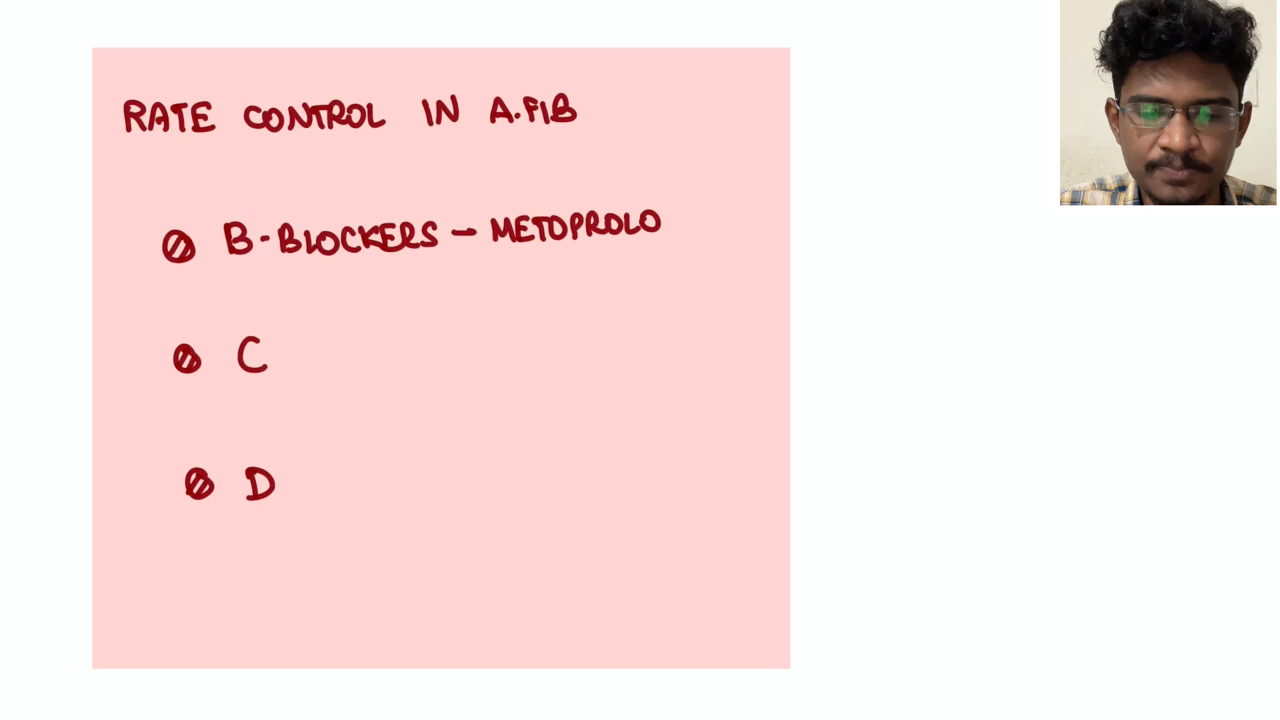 RATE CONTROL IN A.FIB
B-BLOCKERS - METOPROLO
C
D